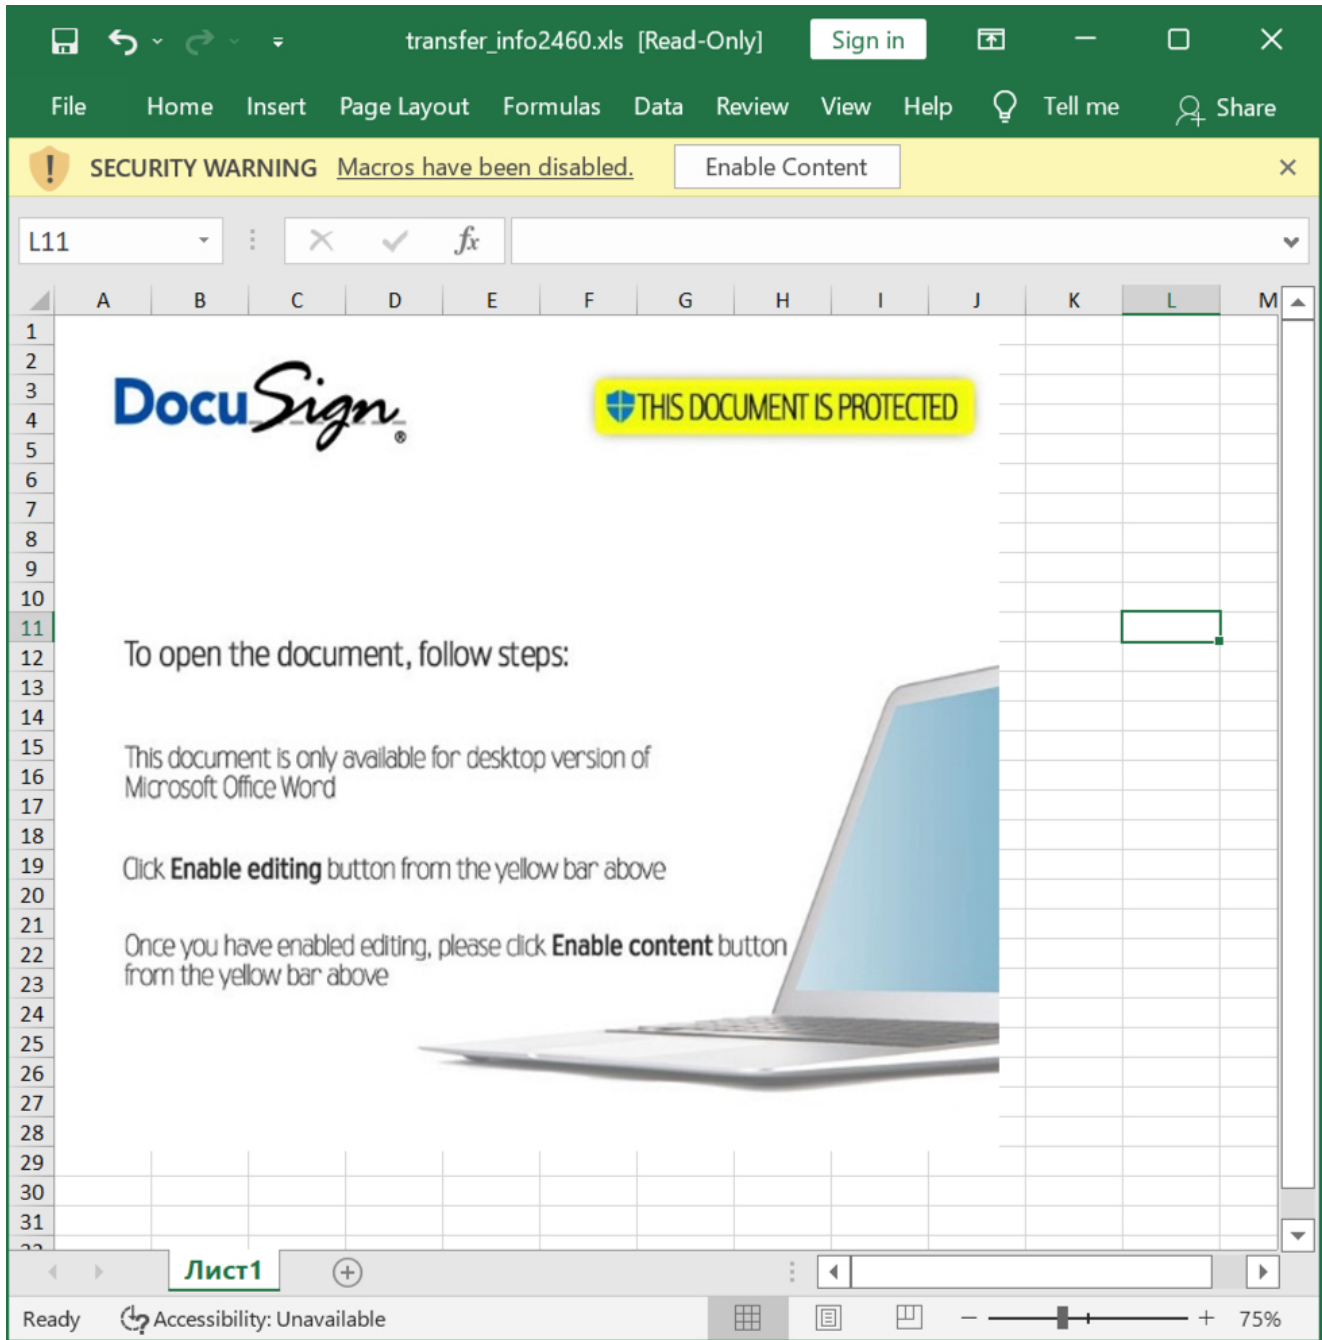 transfer_info2460.xls [Read-Only] Sign in
File Home Insert Page Layout Formulas Data Review View Help Tell me Share
SECURITY WARNING Macros have been disabled. Enable Content
L11 fx
A B C D E F G H I J K L M
1
2
3
4
5
6
7
8
9
10
11
12
13
14
15
16
17
18
19
20
21
22
23
24
25
26
27
28
29
30
31
DocuSign®
THIS DOCUMENT IS PROTECTED
To open the document, follow steps:
This document is only available for desktop version of
Microsoft Office Word
Click Enable editing button from the yellow bar above
Once you have enabled editing, please click Enable content button
from the yellow bar above
Лист1
Ready Accessibility: Unavailable 75%